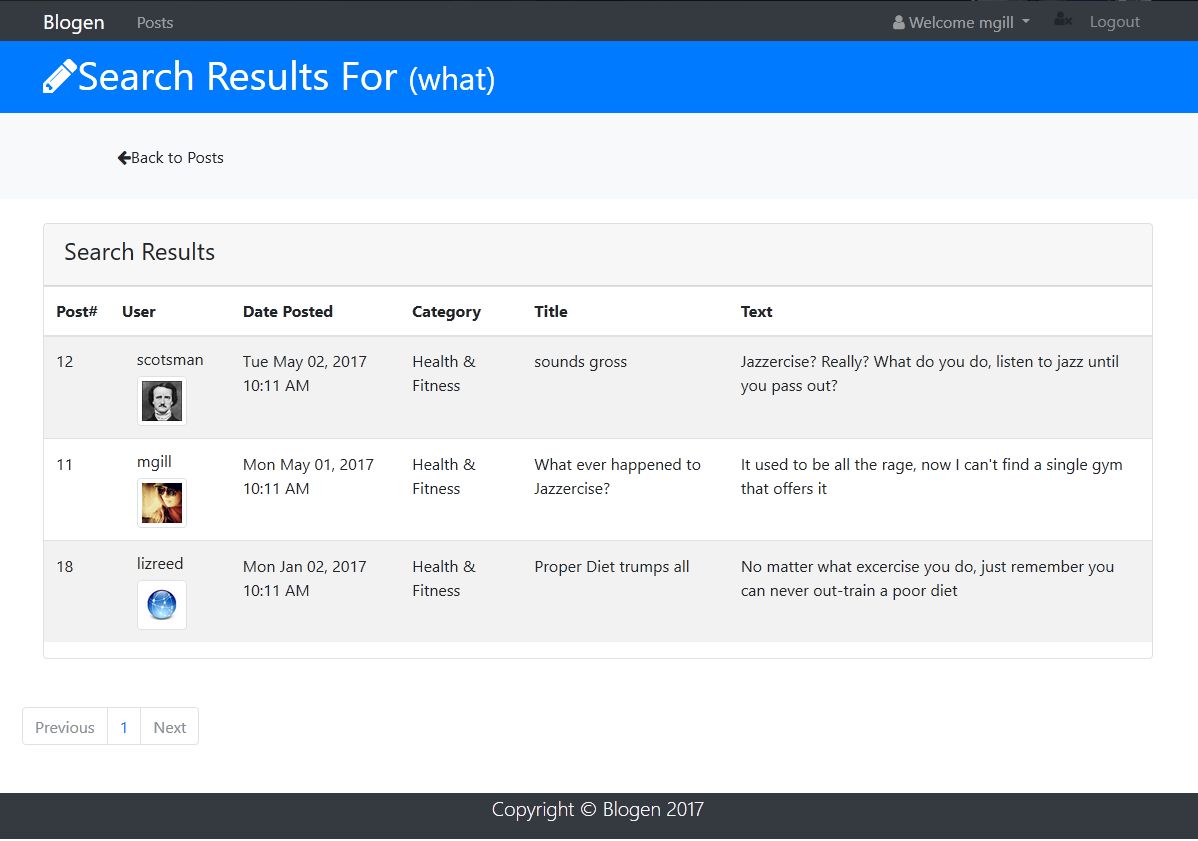 Blogen Posts Welcome mgill Logout
Search Results For (what)
Back to Posts
Search Results
Post# User Date Posted Category Title Text
12 scotsman Tue May 02, 2017 Health & sounds gross Jazzercise? Really? What do you do, listen to jazz until
10:11 AM Fitness you pass out?
11 mgill Mon May 01, 2017 Health & What ever happened to It used to be all the rage, now I can't find a single gym
10:11 AM Fitness Jazzercise? that offers it
18 lizreed Mon Jan 02, 2017 Health & Proper Diet trumps all No matter what excercise you do, just remember you
10:11 AM Fitness can never out-train a poor diet
Previous 1 Next
Copyright © Blogen 2017